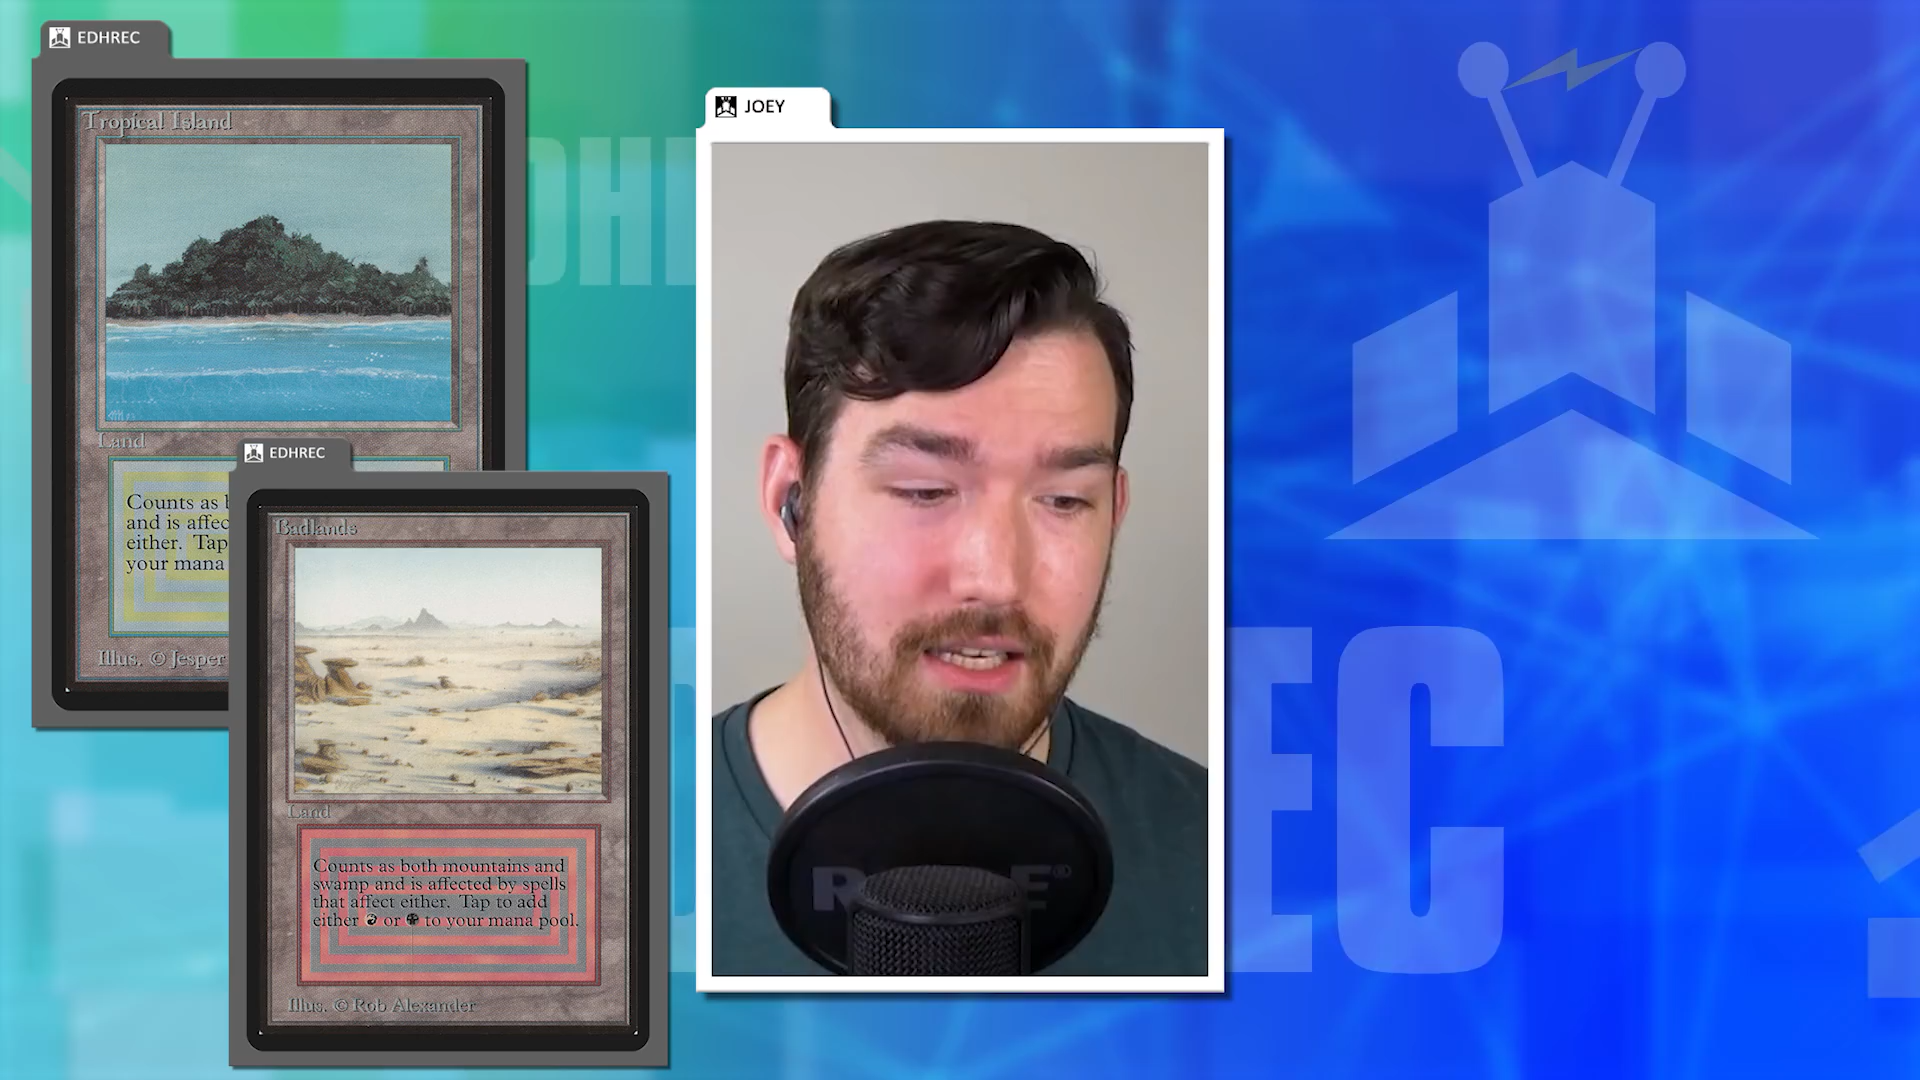 EDHREC
Tropical Island
Land
Counts as
and is affec
either. Tap
your mana
Illus. © Jesper
EDHREC
Badlands
Land
Counts as both mountains and
swamp and is affected by spells
that affect either. Tap to add
either or to your mana pool.
Illus. © Rob Alexander
JOEY